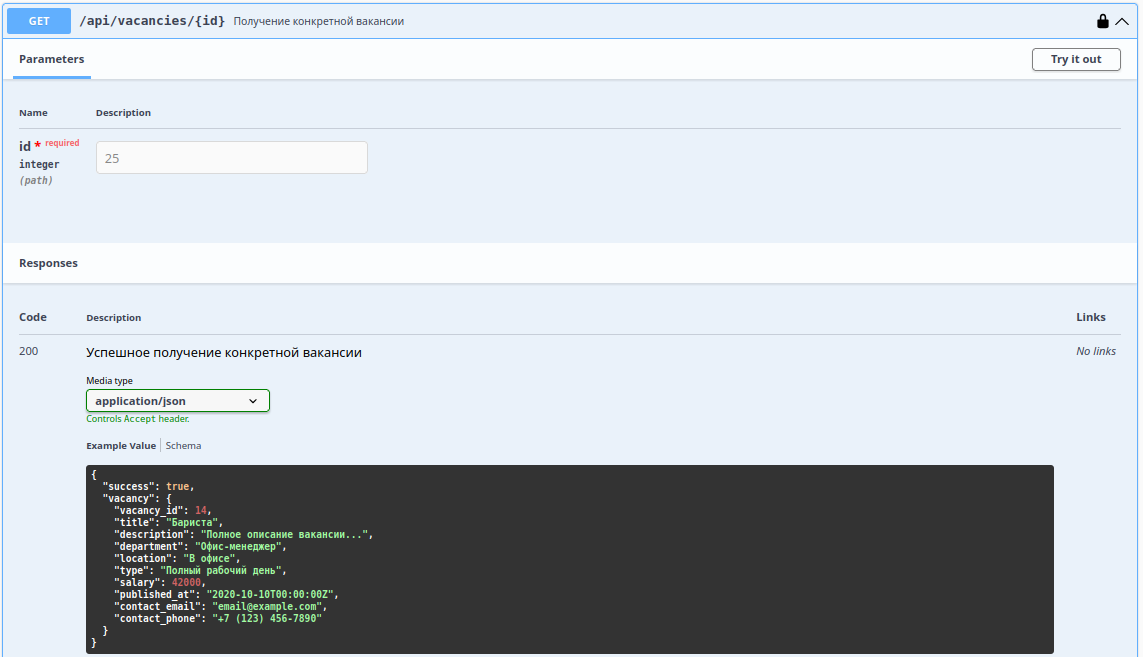 GET /api/vacancies/{id} Получение конкретной вакансии
Parameters Try it out
Name Description
id * required
integer
(path)
25
Responses
Code Description Links
200 Успешное получение конкретной вакансии No links
Media type
application/json
Controls Accept header.
Example Value Schema
{
  "success": true,
  "vacancy": {
    "vacancy_id": 14,
    "title": "Бариста",
    "description": "Полное описание вакансии...",
    "department": "Офис-менеджер",
    "location": "В офисе",
    "type": "Полный рабочий день",
    "salary": 42000,
    "published_at": "2020-10-10T00:00:00Z",
    "contact_email": "email@example.com",
    "contact_phone": "+7 (123) 456-7890"
  }
}